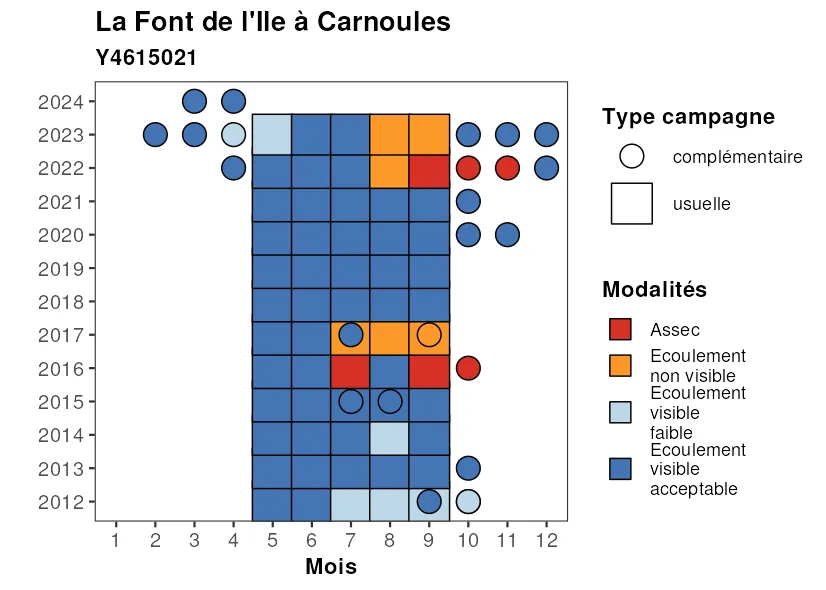 La Font de l'Ile à Carnoules
Y4615021
2024
2023
2022
2021
2020
2019
2018
2017
2016
2015
2014
2013
2012
1 2 3 4 5 6 7 8 9 10 11 12
Mois
Type campagne
complémentaire
usuelle
Modalités
Assec
Ecoulement
non visible
Ecoulement
visible
faible
Ecoulement
visible
acceptable